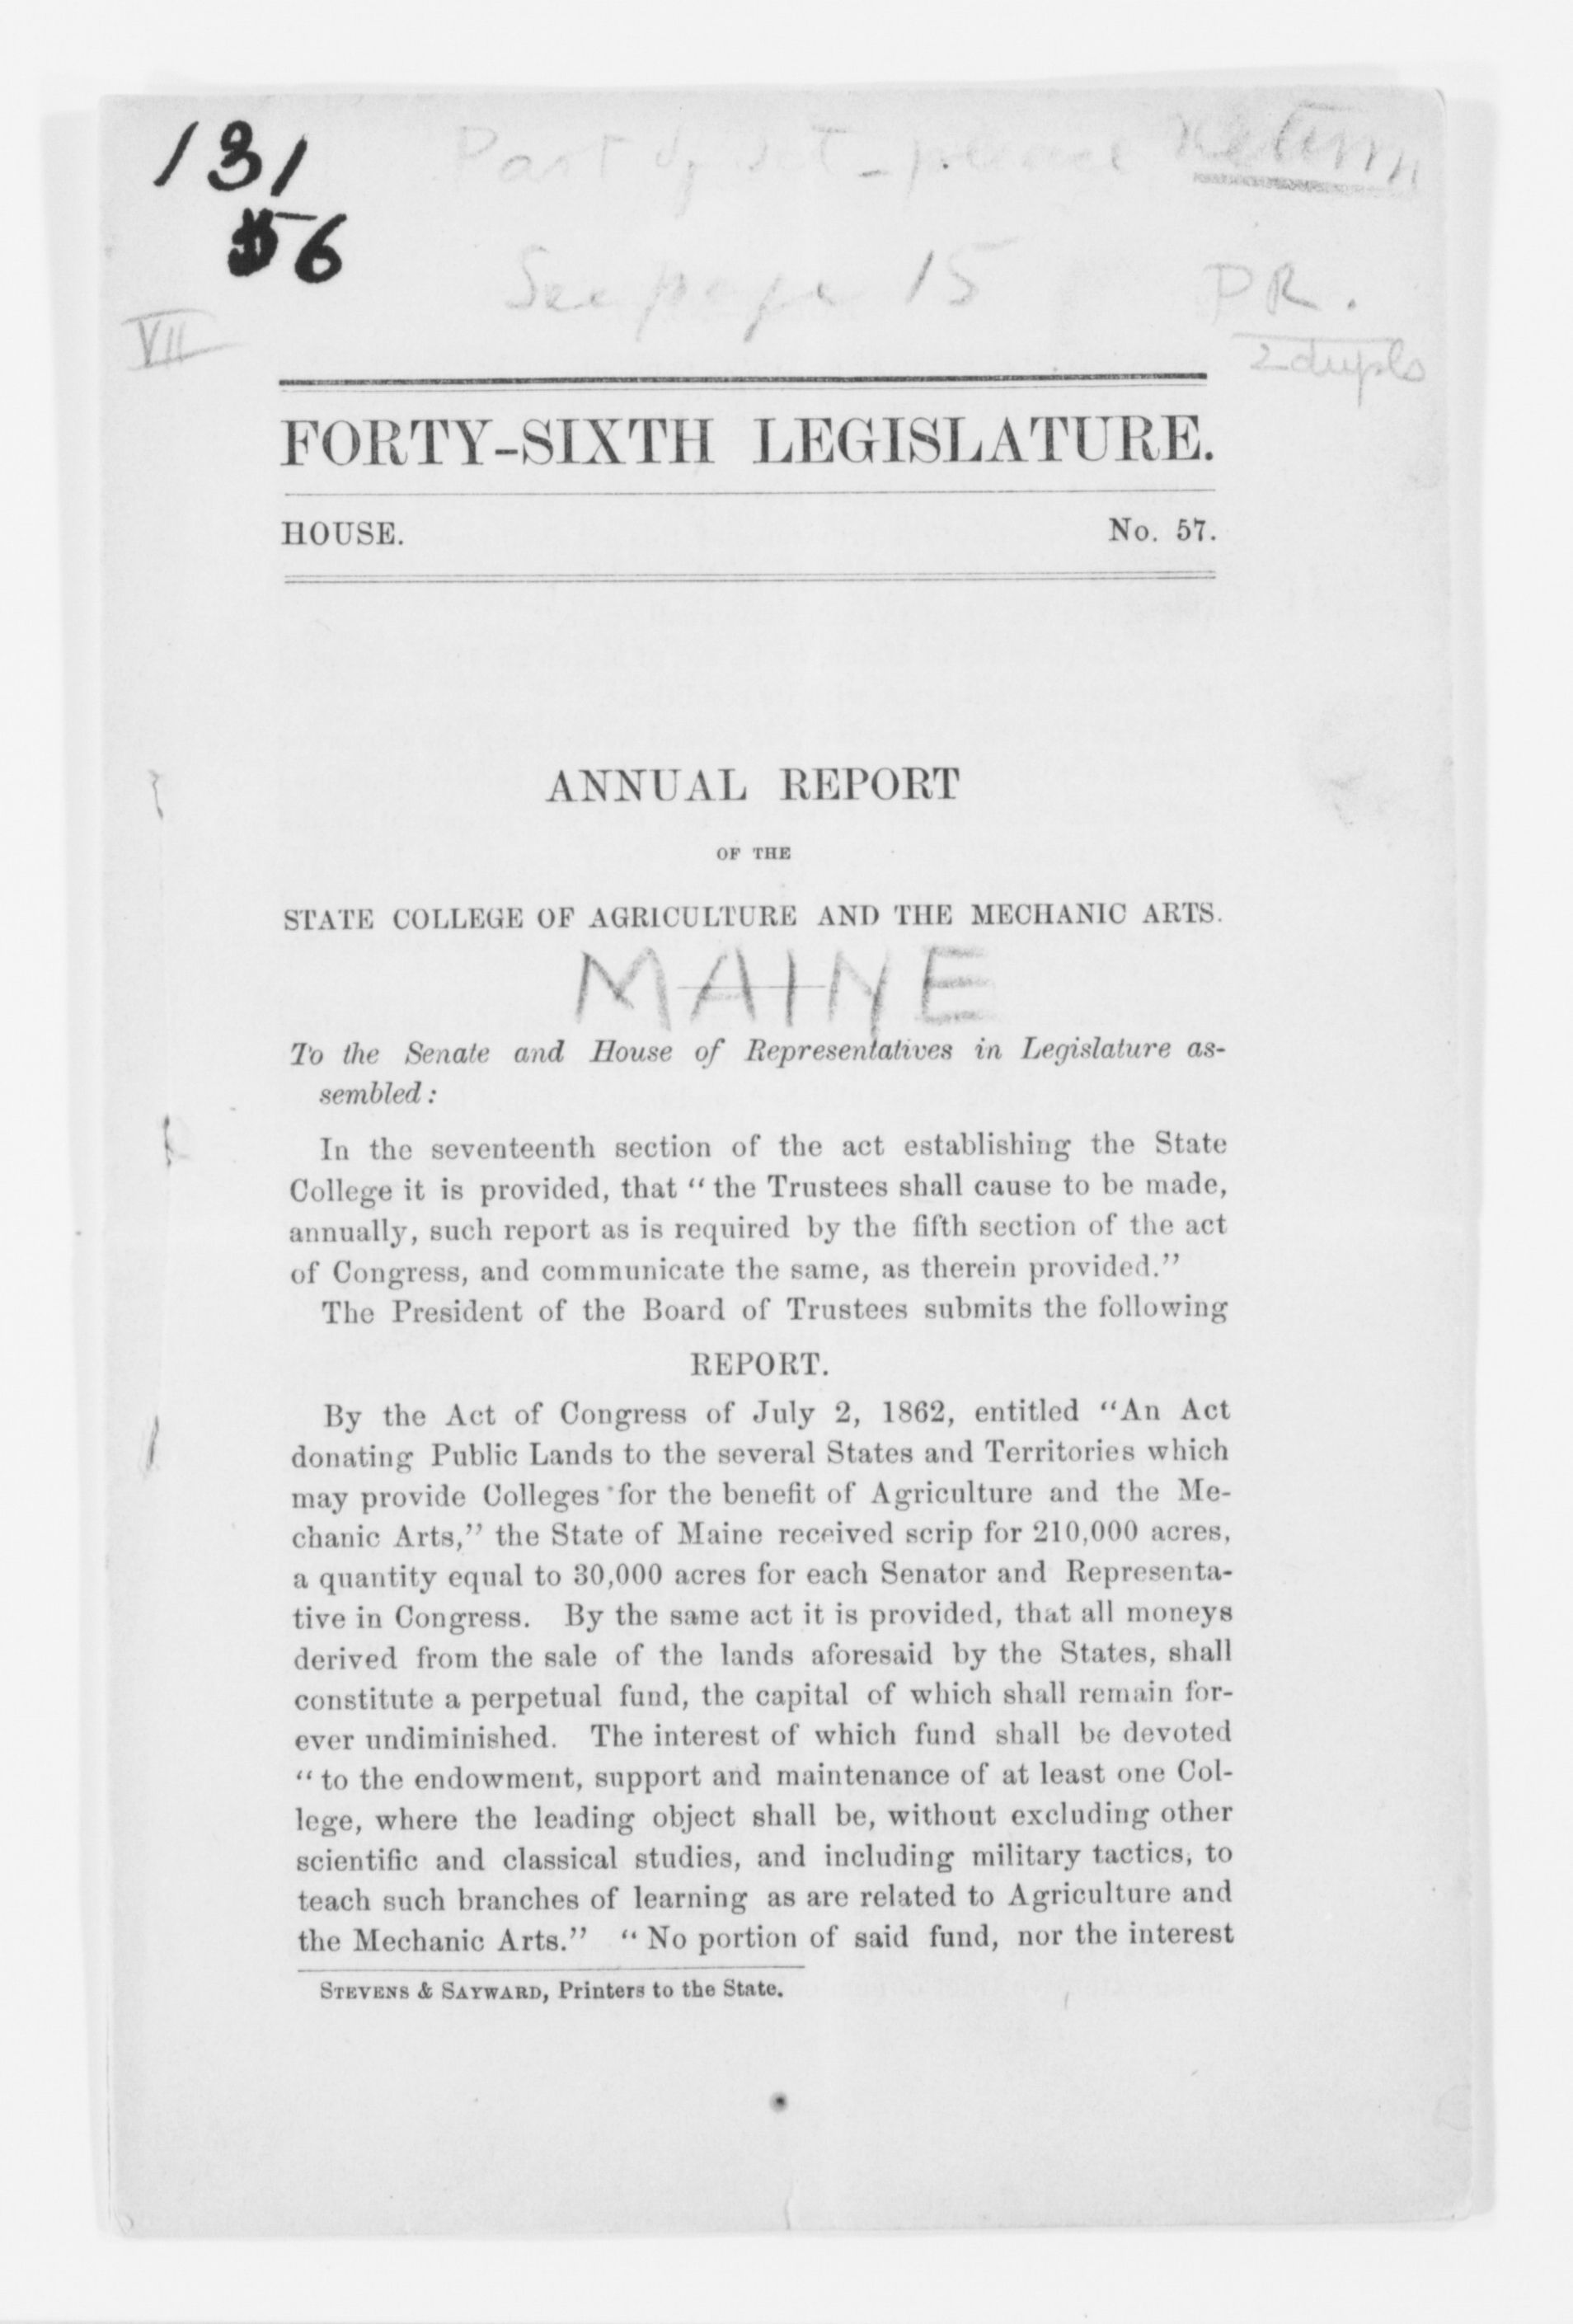 131
56
Part of set - please return
See page 15
PR.
2 dupls
VII
FORTY-SIXTH LEGISLATURE.
HOUSE. No. 57.
ANNUAL REPORT
OF THE
STATE COLLEGE OF AGRICULTURE AND THE MECHANIC ARTS.
MAINE
To the Senate and House of Representatives in Legislature as-
sembled:
In the seventeenth section of the act establishing the State
College it is provided, that “the Trustees shall cause to be made,
annually, such report as is required by the fifth section of the act
of Congress, and communicate the same, as therein provided.”
The President of the Board of Trustees submits the following
REPORT.
By the Act of Congress of July 2, 1862, entitled “An Act
donating Public Lands to the several States and Territories which
may provide Colleges for the benefit of Agriculture and the Me-
chanic Arts,” the State of Maine received scrip for 210,000 acres,
a quantity equal to 30,000 acres for each Senator and Representa-
tive in Congress. By the same act it is provided, that all moneys
derived from the sale of the lands aforesaid by the States, shall
constitute a perpetual fund, the capital of which shall remain for-
ever undiminished. The interest of which fund shall be devoted
“to the endowment, support and maintenance of at least one Col-
lege, where the leading object shall be, without excluding other
scientific and classical studies, and including military tactics, to
teach such branches of learning as are related to Agriculture and
the Mechanic Arts.” “No portion of said fund, nor the interest
STEVENS & SAYWARD, Printers to the State.